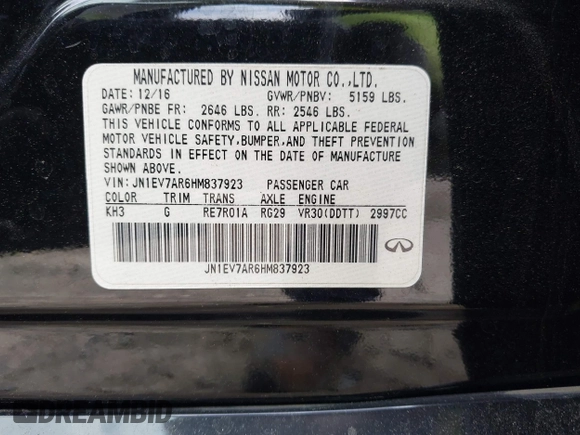 MANUFACTURED BY NISSAN MOTOR CO.,LTD.
DATE: 12/16 GVWR/PNBV: 5159 LBS.
GAWR/PNBE FR: 2646 LBS. RR: 2546 LBS.
THIS VEHICLE CONFORMS TO ALL APPLICABLE FEDERAL
MOTOR VEHICLE SAFETY,BUMPER,AND THEFT PREVENTION
STANDARDS IN EFFECT ON THE DATE OF MANUFACTURE
SHOWN ABOVE.
VIN: JN1EV7AR6HM837923 PASSENGER CAR
COLOR TRIM TRANS AXLE ENGINE
KH3 G RE7R01A RG29 VR30(DDTT) 2997CC
JN1EV7AR6HM837923
DREAMBID